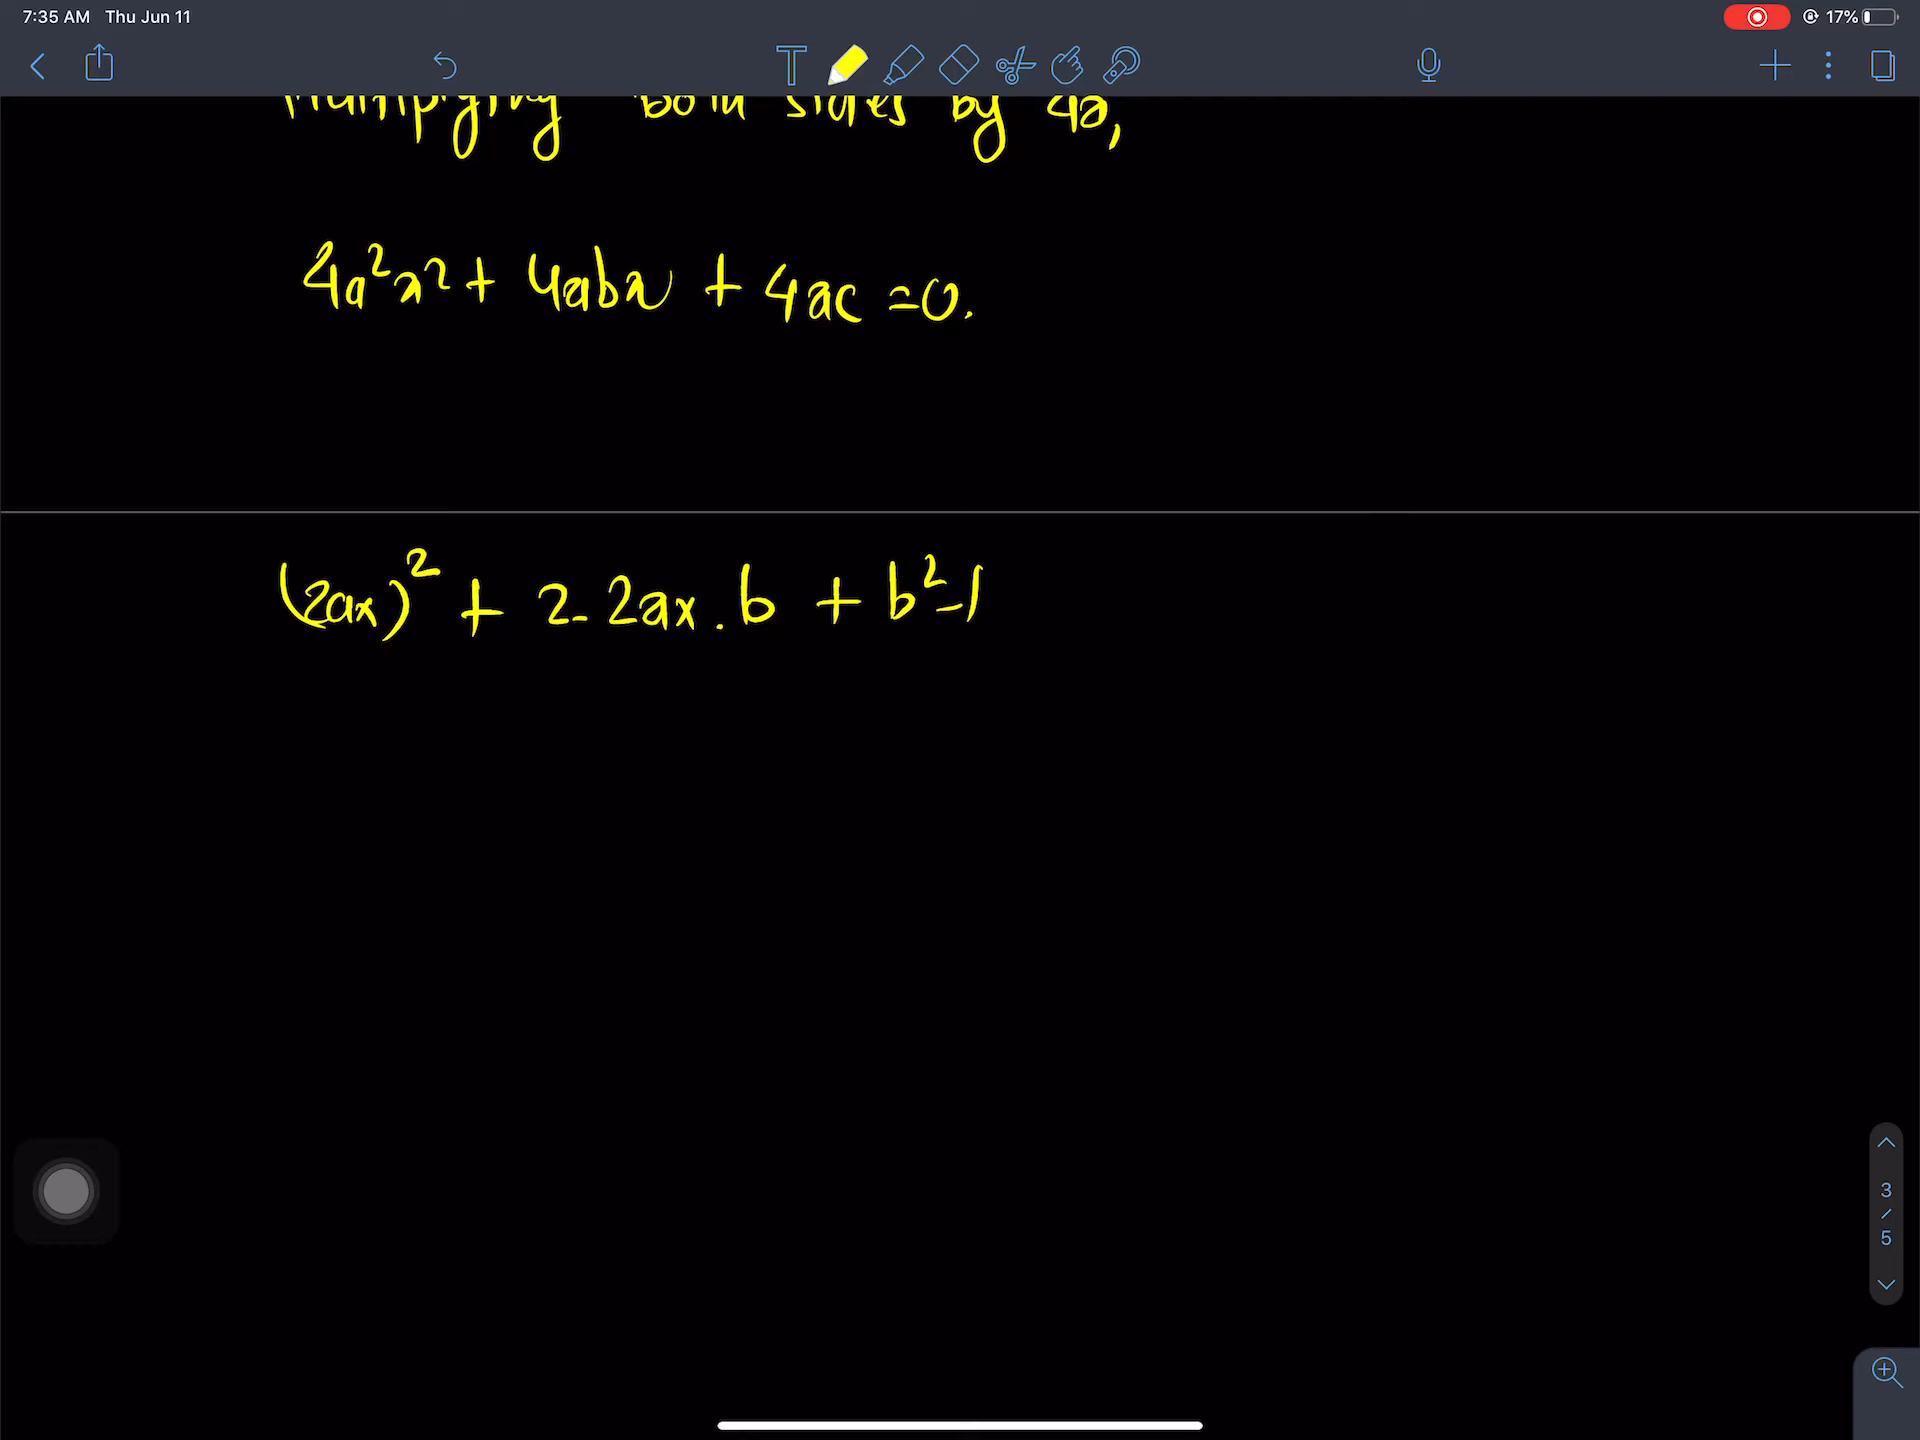 7:35 AM Thu Jun 11
17%
T
Multiplying Both sides by 4a,
4a²x² + 4abx + 4ac = 0.
(2ax)² + 2 - 2ax . b + b² -
3
/
5